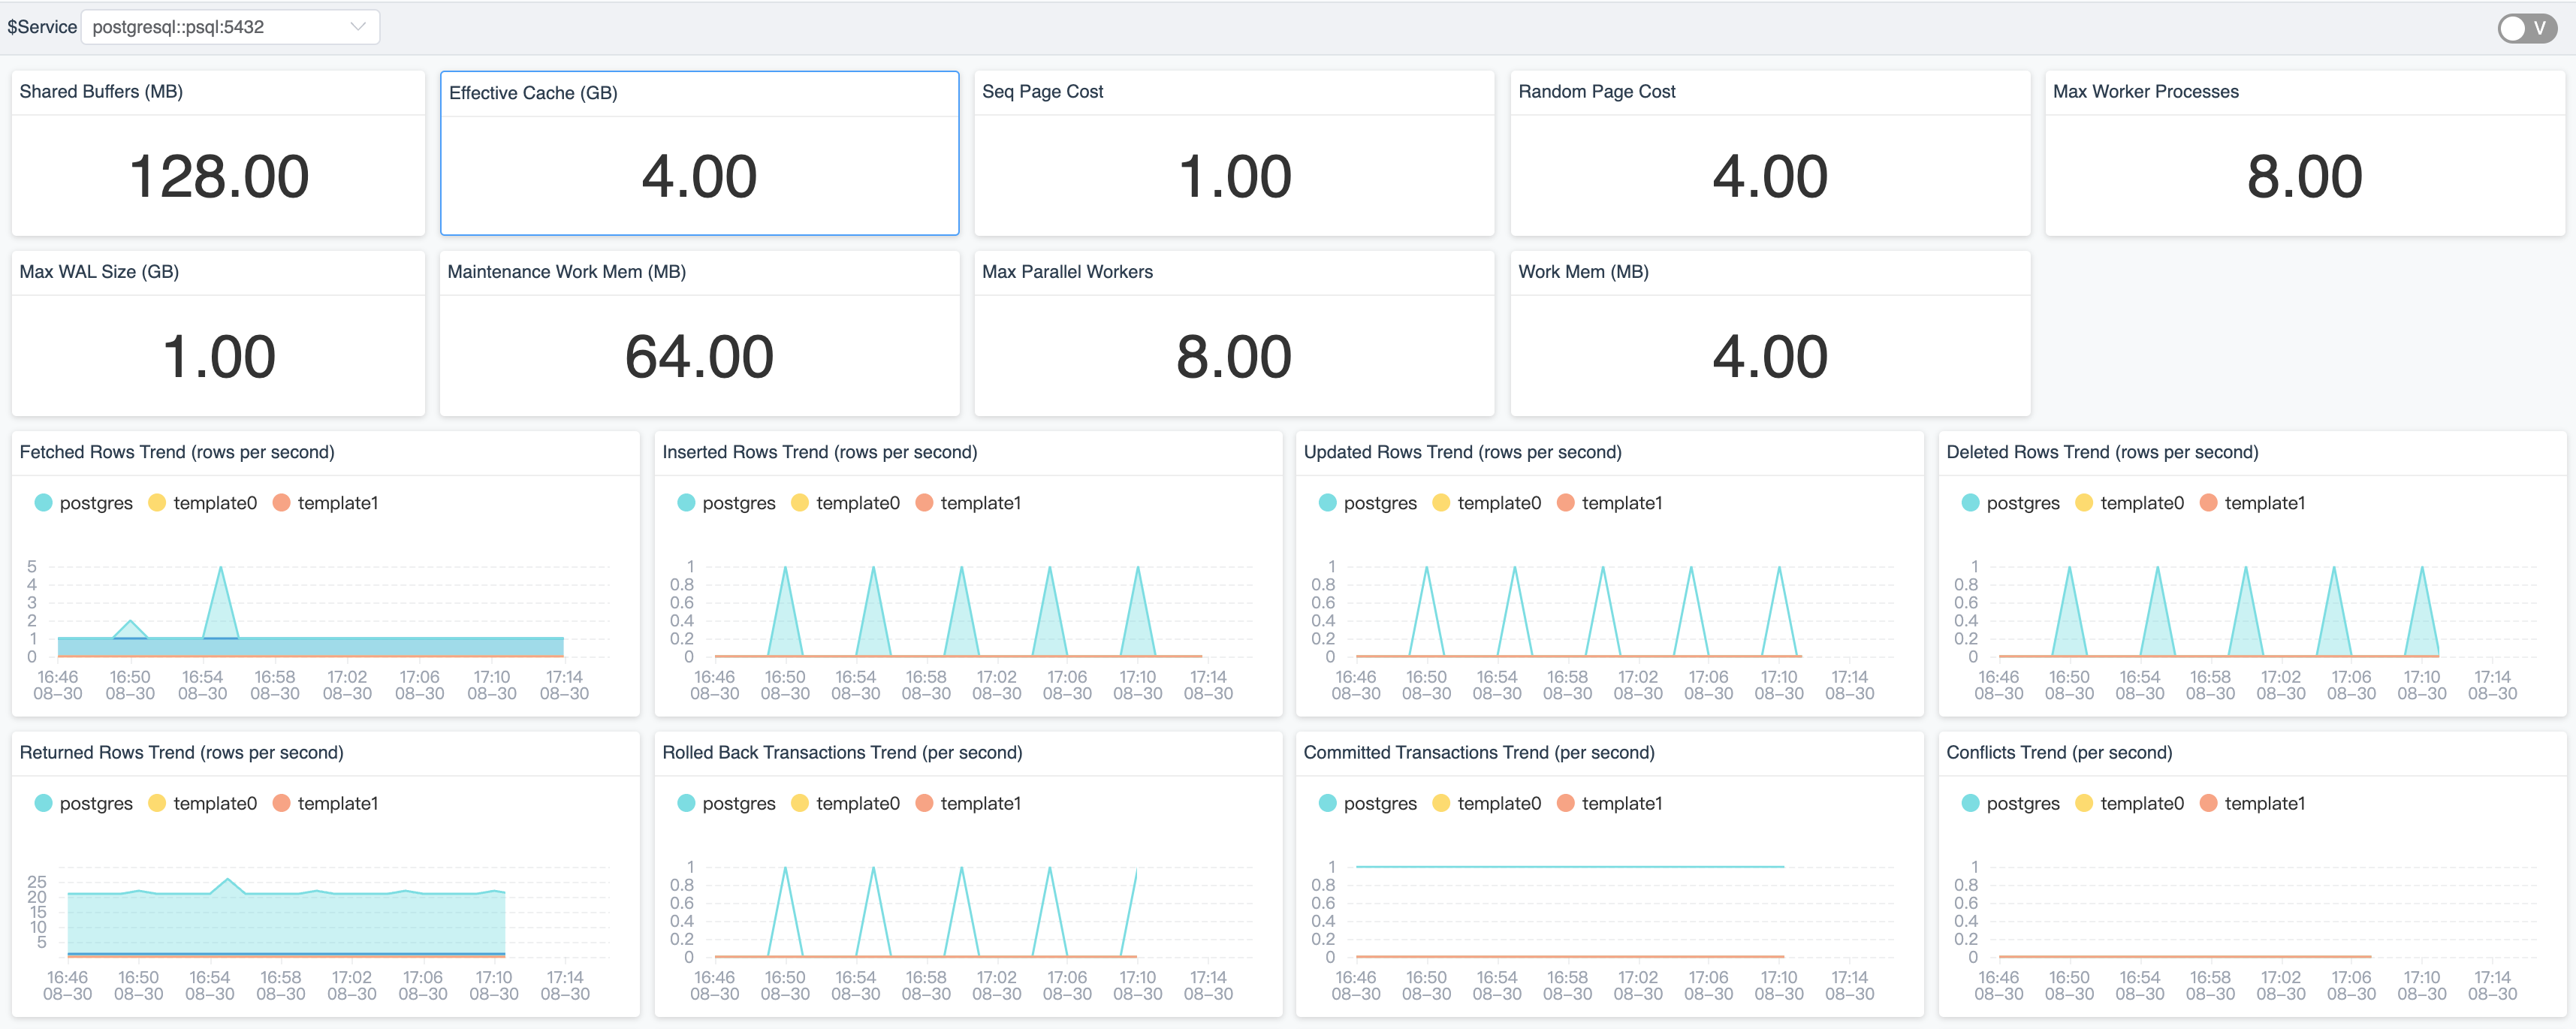 $Service postgresql::psql:5432 V
Shared Buffers (MB)
128.00
Effective Cache (GB)
4.00
Seq Page Cost
1.00
Random Page Cost
4.00
Max Worker Processes
8.00
Max WAL Size (GB)
1.00
Maintenance Work Mem (MB)
64.00
Max Parallel Workers
8.00
Work Mem (MB)
4.00
Fetched Rows Trend (rows per second)
postgres template0 template1
5
4
3
2
1
0
16:46 16:50 16:54 16:58 17:02 17:06 17:10 17:14
08-30 08-30 08-30 08-30 08-30 08-30 08-30 08-30
Inserted Rows Trend (rows per second)
postgres template0 template1
1
0.8
0.6
0.4
0.2
0
16:46 16:50 16:54 16:58 17:02 17:06 17:10 17:14
08-30 08-30 08-30 08-30 08-30 08-30 08-30 08-30
Updated Rows Trend (rows per second)
postgres template0 template1
1
0.8
0.6
0.4
0.2
0
16:46 16:50 16:54 16:58 17:02 17:06 17:10 17:14
08-30 08-30 08-30 08-30 08-30 08-30 08-30 08-30
Deleted Rows Trend (rows per second)
postgres template0 template1
1
0.8
0.6
0.4
0.2
0
16:46 16:50 16:54 16:58 17:02 17:06 17:10 17:14
08-30 08-30 08-30 08-30 08-30 08-30 08-30 08-30
Returned Rows Trend (rows per second)
postgres template0 template1
25
20
15
10
5
16:46 16:50 16:54 16:58 17:02 17:06 17:10 17:14
08-30 08-30 08-30 08-30 08-30 08-30 08-30 08-30
Rolled Back Transactions Trend (per second)
postgres template0 template1
1
0.8
0.6
0.4
0.2
0
16:46 16:50 16:54 16:58 17:02 17:06 17:10 17:14
08-30 08-30 08-30 08-30 08-30 08-30 08-30 08-30
Committed Transactions Trend (per second)
postgres template0 template1
1
0.8
0.6
0.4
0.2
0
16:46 16:50 16:54 16:58 17:02 17:06 17:10 17:14
08-30 08-30 08-30 08-30 08-30 08-30 08-30 08-30
Conflicts Trend (per second)
postgres template0 template1
1
0.8
0.6
0.4
0.2
0
16:46 16:50 16:54 16:58 17:02 17:06 17:10 17:14
08-30 08-30 08-30 08-30 08-30 08-30 08-30 08-30